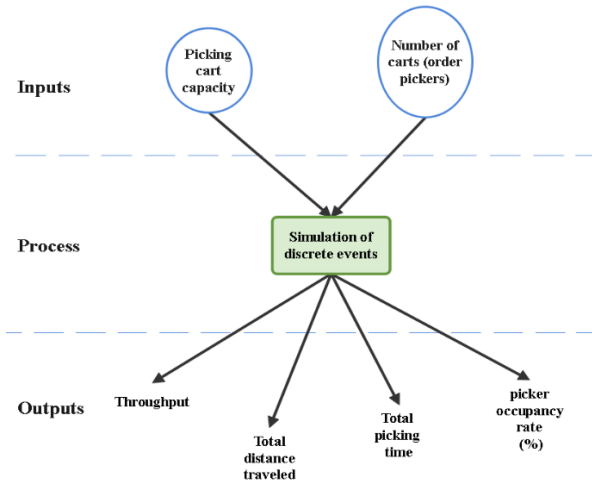 Inputs
Picking
cart
capacity
Number of
carts (order
pickers)
Process
Simulation of
discrete events
Outputs
Throughput
Total
distance
traveled
Total
picking
time
picker
occupancy
rate
(%)